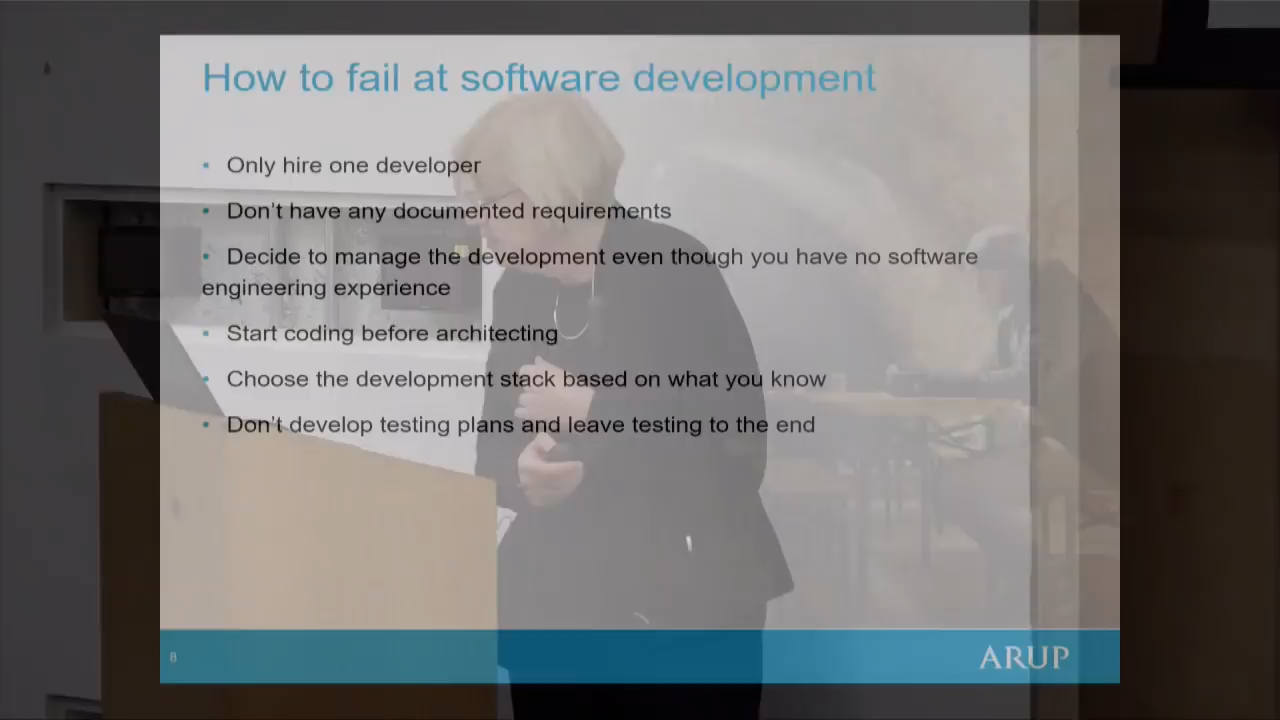 How to fail at software development
• Only hire one developer
• Don't have any documented requirements
• Decide to manage the development even though you have no software
engineering experience
• Start coding before architecting
• Choose the development stack based on what you know
• Don't develop testing plans and leave testing to the end
8
ARUP